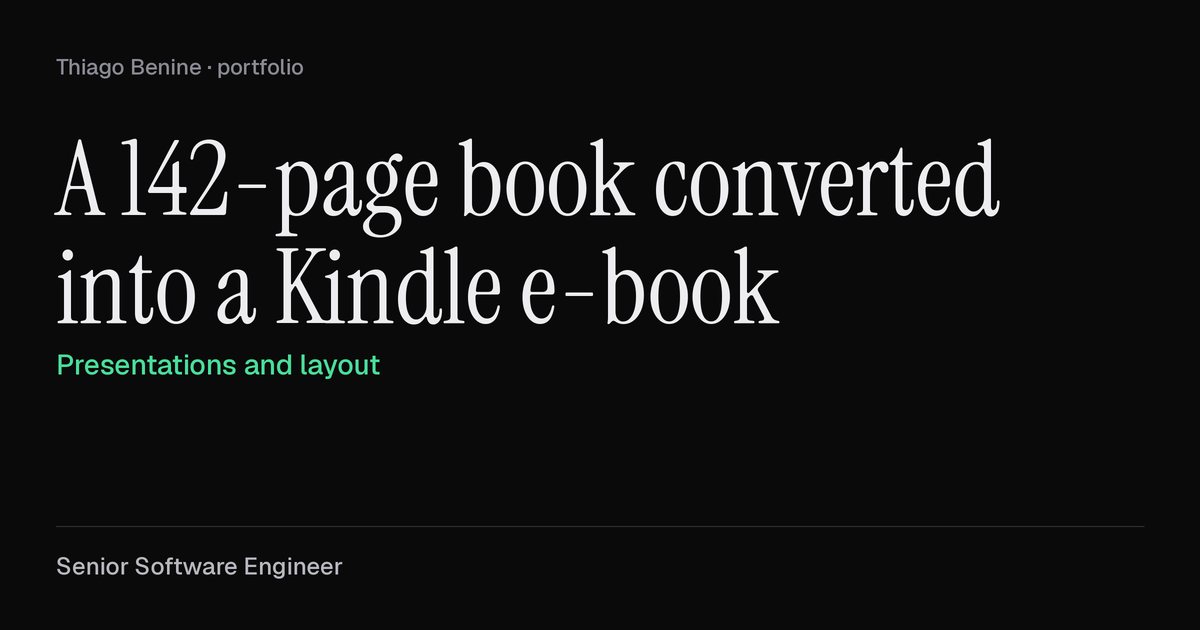 Thiago Benine · portfolio
A 142-page book converted
into a Kindle e-book
Presentations and layout
Senior Software Engineer